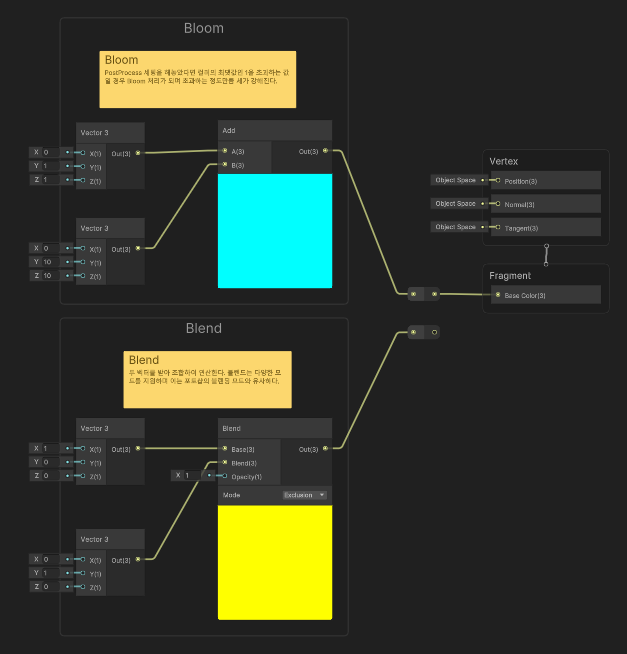 Bloom
Bloom
PostProcess 세팅을 해놓았다면 컬러의 최댓값인 1을 초과하는 값
일 경우 Bloom 처리가 되며 초과하는 정도만큼 세기 강해진다.
Vector 3
X 0 X(1) Out(3)
Y 1 Y(1)
Z 1 Z(1)
Add
A(3) Out(3)
B(3)
Vector 3
X 0 X(1) Out(3)
Y 10 Y(1)
Z 10 Z(1)
Vertex
Object Space Position(3)
Object Space Normal(3)
Object Space Tangent(3)
Fragment
Base Color(3)
Blend
Blend
두 벡터를 받아 조합하여 연산한다. 블렌드는 다양한 모
드를 지원하며 이는 포토샵의 블렌딩 모드와 유사하다.
Vector 3
X 1 X(1) Out(3)
Y 0 Y(1)
Z 0 Z(1)
Blend
Base(3) Out(3)
Blend(3)
X 1 Opacity(1)
Mode Exclusion
Vector 3
X 0 X(1) Out(3)
Y 1 Y(1)
Z 0 Z(1)